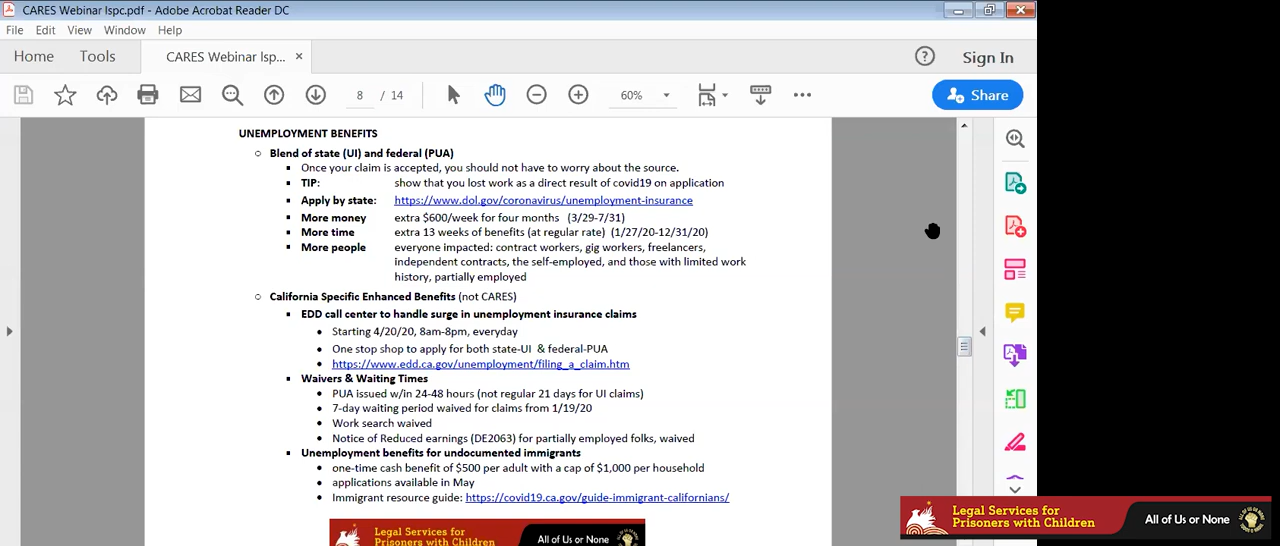 CARES Webinar lspc.pdf - Adobe Acrobat Reader DC
File Edit View Window Help
Home Tools CARES Webinar lsp... × Sign In
8 / 14 60% Share
UNEMPLOYMENT BENEFITS
Blend of state (UI) and federal (PUA)
Once your claim is accepted, you should not have to worry about the source.
TIP: show that you lost work as a direct result of covid19 on application
Apply by state: https://www.dol.gov/coronavirus/unemployment-insurance
More money extra $600/week for four months (3/29-7/31)
More time extra 13 weeks of benefits (at regular rate) (1/27/20-12/31/20)
More people everyone impacted: contract workers, gig workers, freelancers,
independent contracts, the self-employed, and those with limited work
history, partially employed
California Specific Enhanced Benefits (not CARES)
EDD call center to handle surge in unemployment insurance claims
Starting 4/20/20, 8am-8pm, everyday
One stop shop to apply for both state-UI & federal-PUA
https://www.edd.ca.gov/unemployment/filing_a_claim.htm
Waivers & Waiting Times
PUA issued w/in 24-48 hours (not regular 21 days for UI claims)
7-day waiting period waived for claims from 1/19/20
Work search waived
Notice of Reduced earnings (DE2063) for partially employed folks, waived
Unemployment benefits for undocumented immigrants
one-time cash benefit of $500 per adult with a cap of $1,000 per household
applications available in May
Immigrant resource guide: https://covid19.ca.gov/guide-immigrant-californians/
Legal Services for
Prisoners with Children
All of Us or None
Legal Services for
All of Us or None